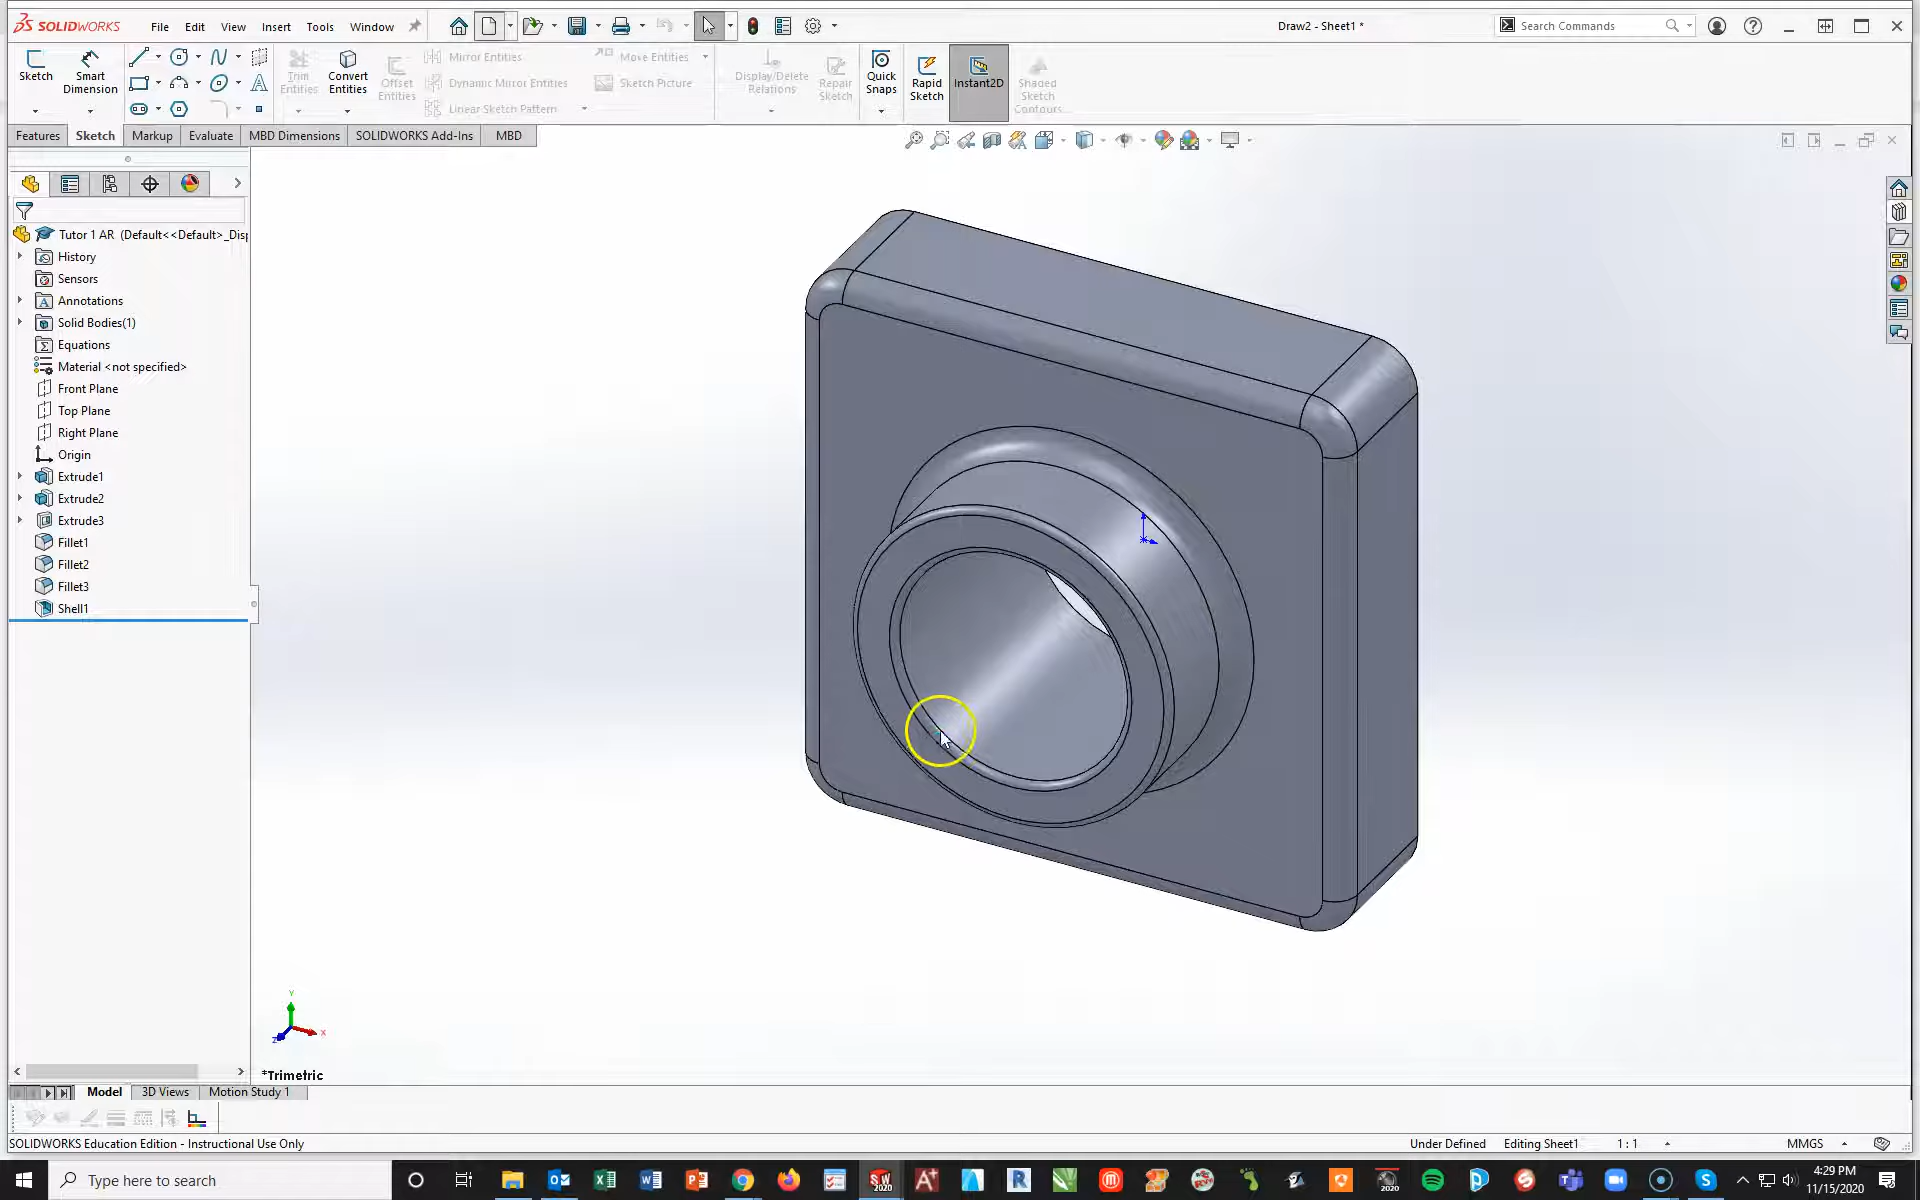 SOLIDWORKS File Edit View Insert Tools Window Draw2 - Sheet1 * Search Commands
Sketch Smart Dimension Trim Entities Convert Entities Offset Entities Mirror Entities Dynamic Mirror Entities Linear Sketch Pattern Move Entities Sketch Picture Display/Delete Relations Repair Sketch Quick Snaps Rapid Sketch Instant2D Shaded Sketch Contours
Features Sketch Markup Evaluate MBD Dimensions SOLIDWORKS Add-Ins MBD
Tutor 1 AR (Default<<Default>_Disp
History
Sensors
Annotations
Solid Bodies(1)
Equations
Material <not specified>
Front Plane
Top Plane
Right Plane
Origin
Extrude1
Extrude2
Extrude3
Fillet1
Fillet2
Fillet3
Shell1
Y
X
Z
*Trimetric
Model 3D Views Motion Study 1
SOLIDWORKS Education Edition - Instructional Use Only Under Defined Editing Sheet1 1 : 1 MMGS
Type here to search
4:29 PM
11/15/2020